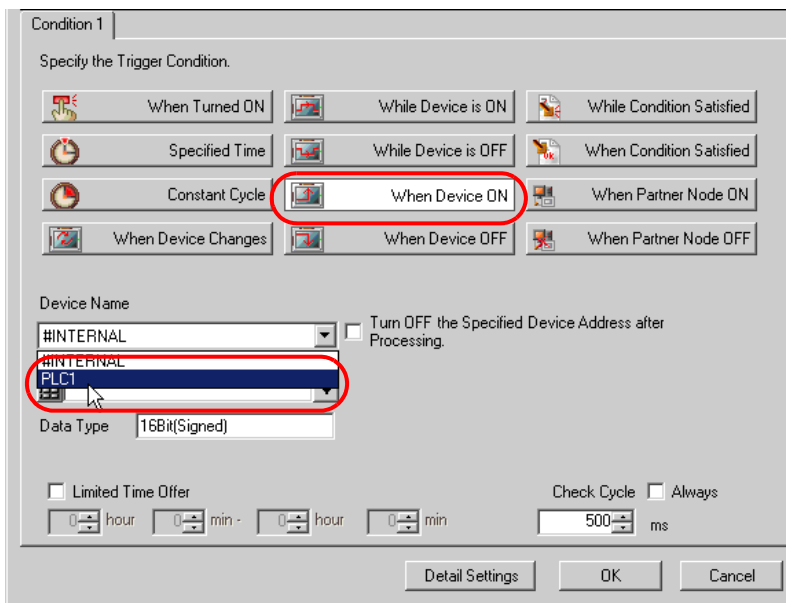 Condition 1
Specify the Trigger Condition.
When Turned ON While Device is ON While Condition Satisfied
Specified Time While Device is OFF OK When Condition Satisfied
Constant Cycle When Device ON When Partner Node ON
When Device Changes When Device OFF When Partner Node OFF
Device Name
#INTERNAL Turn OFF the Specified Device Address after
Processing.
#INTERNAL
PLC1
Data Type 16Bit(Signed)
Limited Time Offer Check Cycle Always
0 hour 0 min - 0 hour 0 min 500 ms
Detail Settings OK Cancel